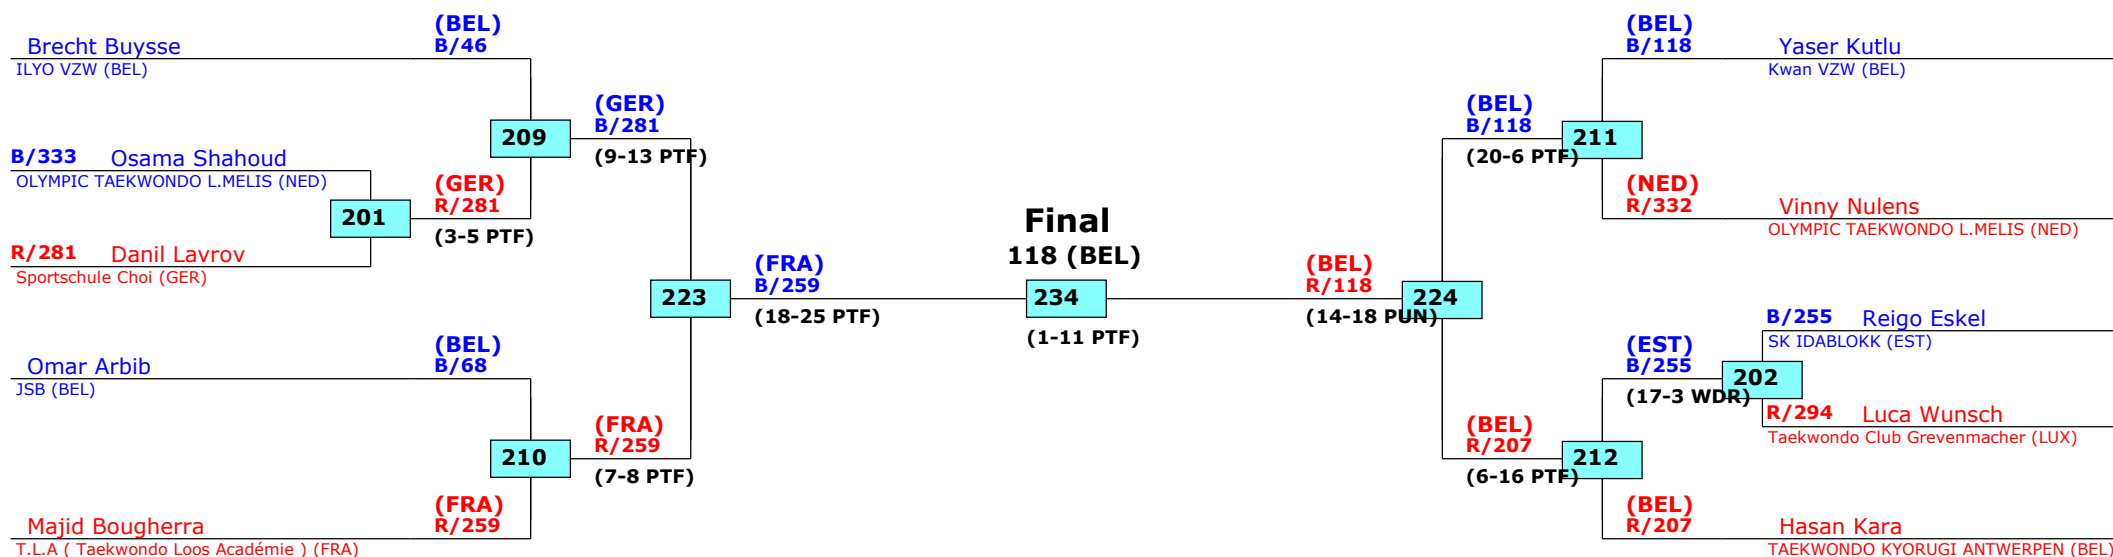 (BEL)
B/46
Brecht Buysse
ILYO VZW (BEL)
209
(GER)
B/281
(9-13 PTF)
B/333 Osama Shahoud
OLYMPIC TAEKWONDO L.MELIS (NED)
201
(GER)
R/281
(3-5 PTF)
R/281 Danil Lavrov
Sportschule Choi (GER)
223
(FRA)
B/259
(18-25 PTF)
(BEL)
B/68
Omar Arbib
JSB (BEL)
210
(FRA)
R/259
(7-8 PTF)
(FRA)
R/259
Majid Bougherra
T.L.A ( Taekwondo Loos Académie ) (FRA)
Final
118 (BEL)
234
(1-11 PTF)
(BEL)
R/118
(14-18 PUN)
224
(BEL)
B/118
(20-6 PTF)
211
(BEL)
B/118
Yaser Kutlu
Kwan VZW (BEL)
(NED)
R/332
Vinny Nulens
OLYMPIC TAEKWONDO L.MELIS (NED)
B/255 Reigo Eskel
SK IDABLOKK (EST)
(EST)
B/255
(17-3 WDR)
202
R/294 Luca Wunsch
Taekwondo Club Grevenmacher (LUX)
(BEL)
R/207
(6-16 PTF)
212
(BEL)
R/207
Hasan Kara
TAEKWONDO KYORUGI ANTWERPEN (BEL)